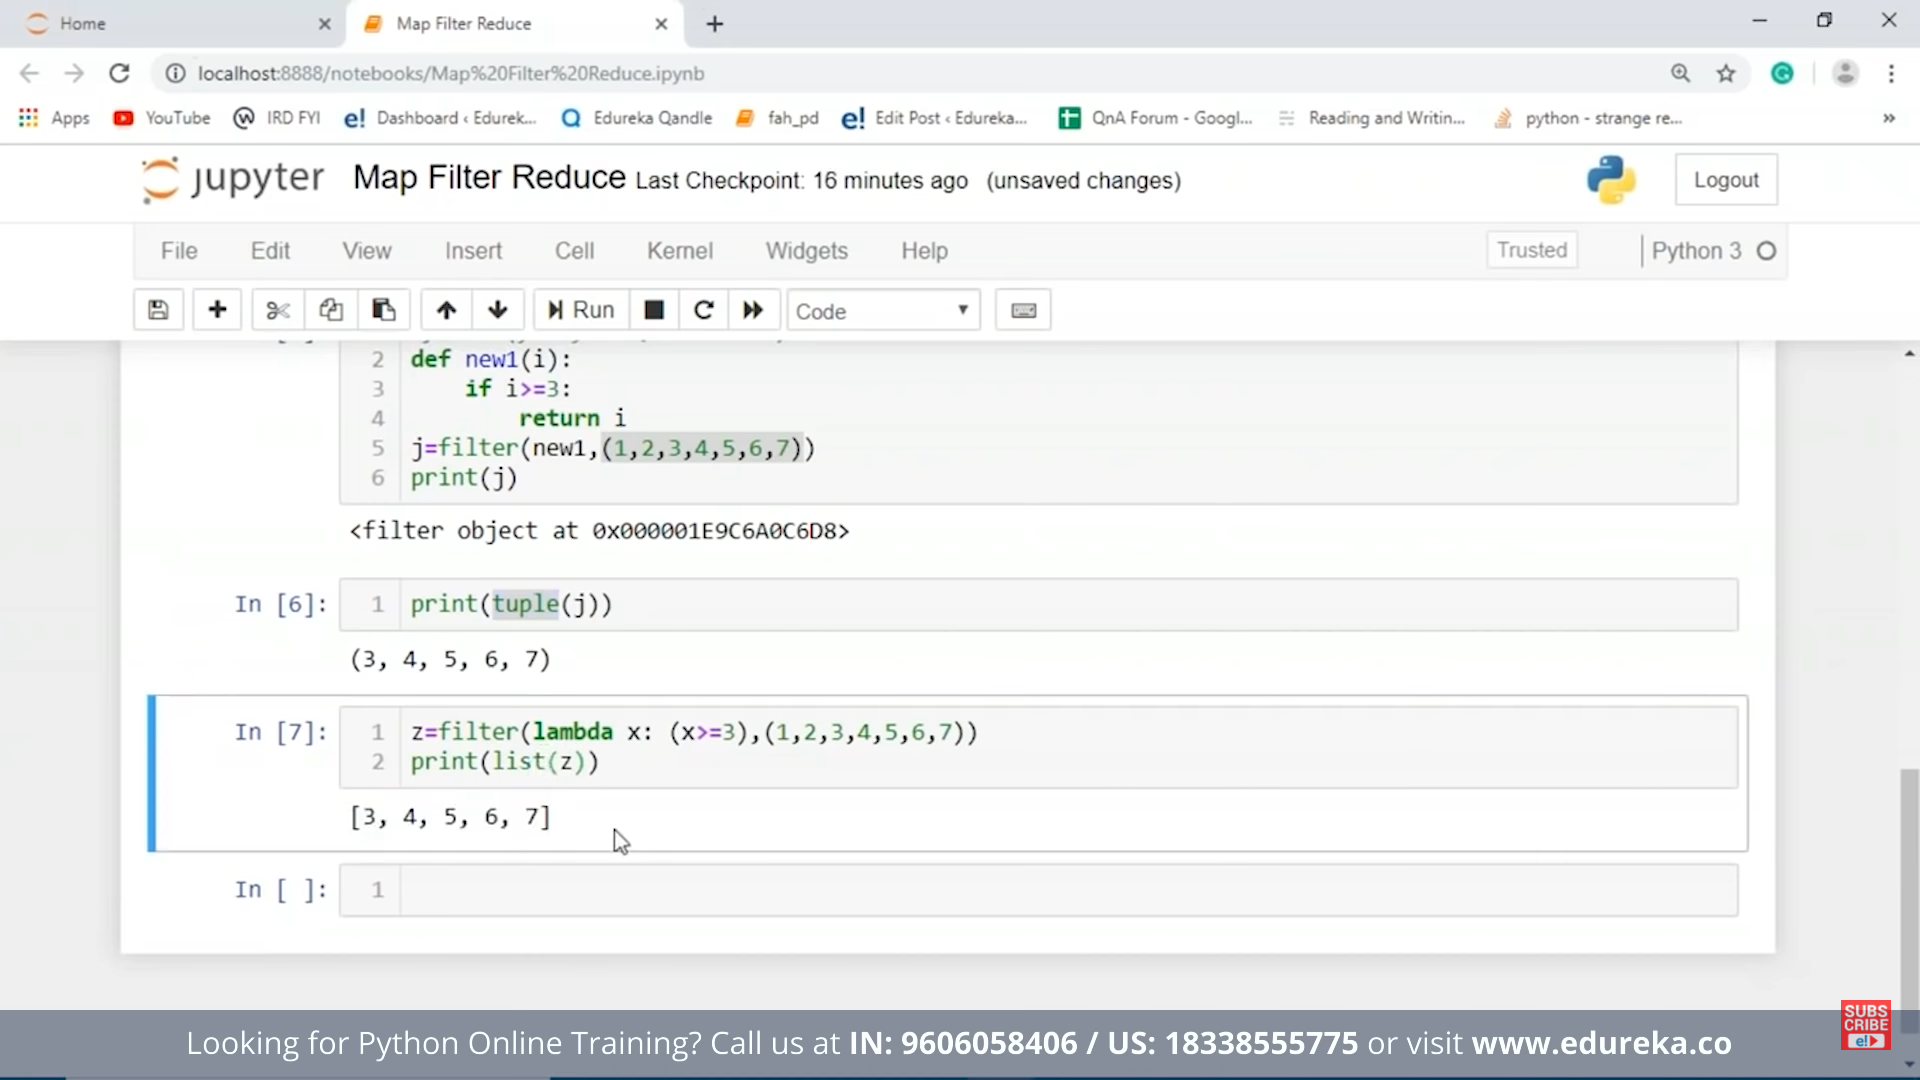 Home
Map Filter Reduce
localhost:8888/notebooks/Map%20Filter%20Reduce.ipynb
Apps
YouTube
IRD FYI
Dashboard ‹ Edurek...
Edureka Qandle
fah_pd
Edit Post ‹ Edureka...
QnA Forum - Googl...
Reading and Writin...
python - strange re...
»
jupyter
Map Filter Reduce Last Checkpoint: 16 minutes ago (unsaved changes)
Logout
File Edit View Insert Cell Kernel Widgets Help
Trusted
Python 3
Run
Code
2 def new1(i):
3 if i>=3:
4 return i
5 j=filter(new1,(1,2,3,4,5,6,7))
6 print(j)
<filter object at 0x000001E9C6A0C6D8>
In [6]: 1 print(tuple(j))
(3, 4, 5, 6, 7)
In [7]: 1 z=filter(lambda x: (x>=3),(1,2,3,4,5,6,7))
2 print(list(z))
[3, 4, 5, 6, 7]
In [ ]: 1
Looking for Python Online Training? Call us at IN: 9606058406 / US: 18338555775 or visit www.edureka.co
SUBS
CRIBE
e!